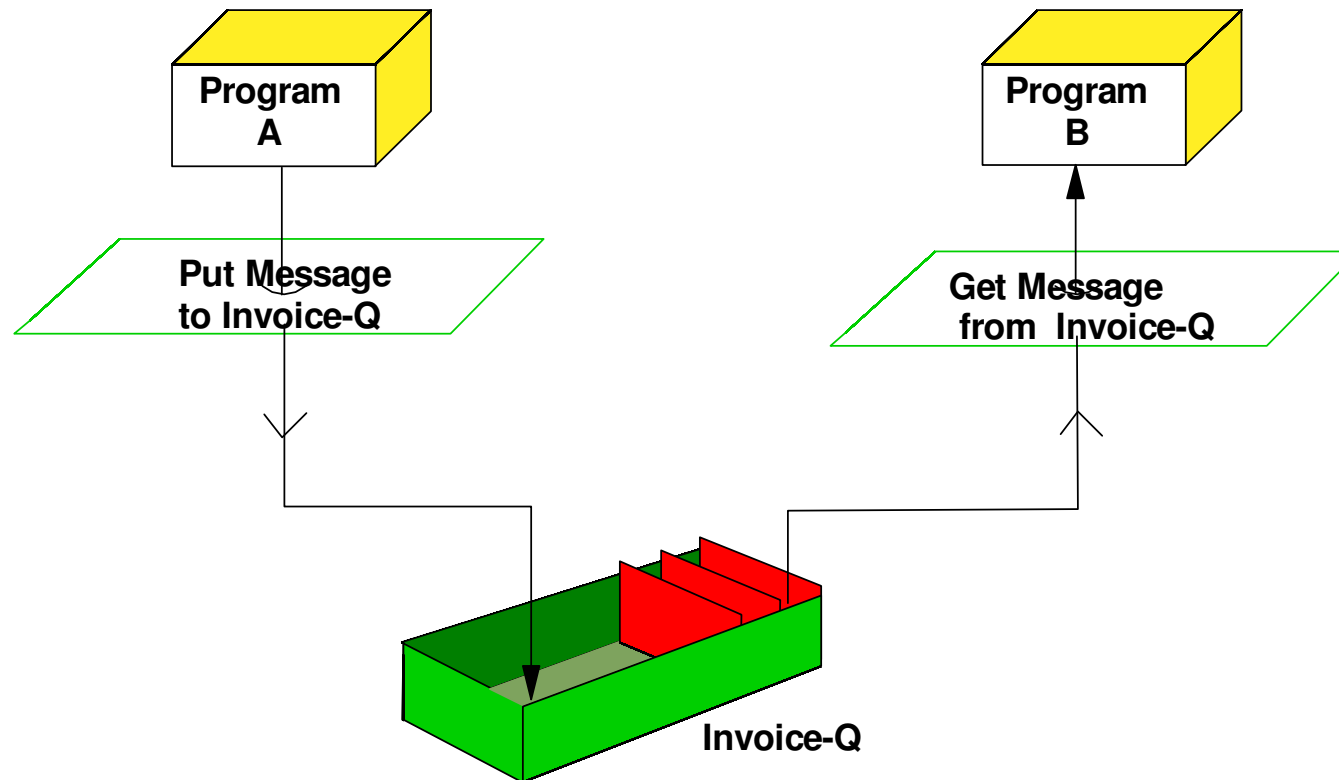 Program
A
Program
B
Put Message
to Invoice-Q
Get Message
from Invoice-Q
Invoice-Q